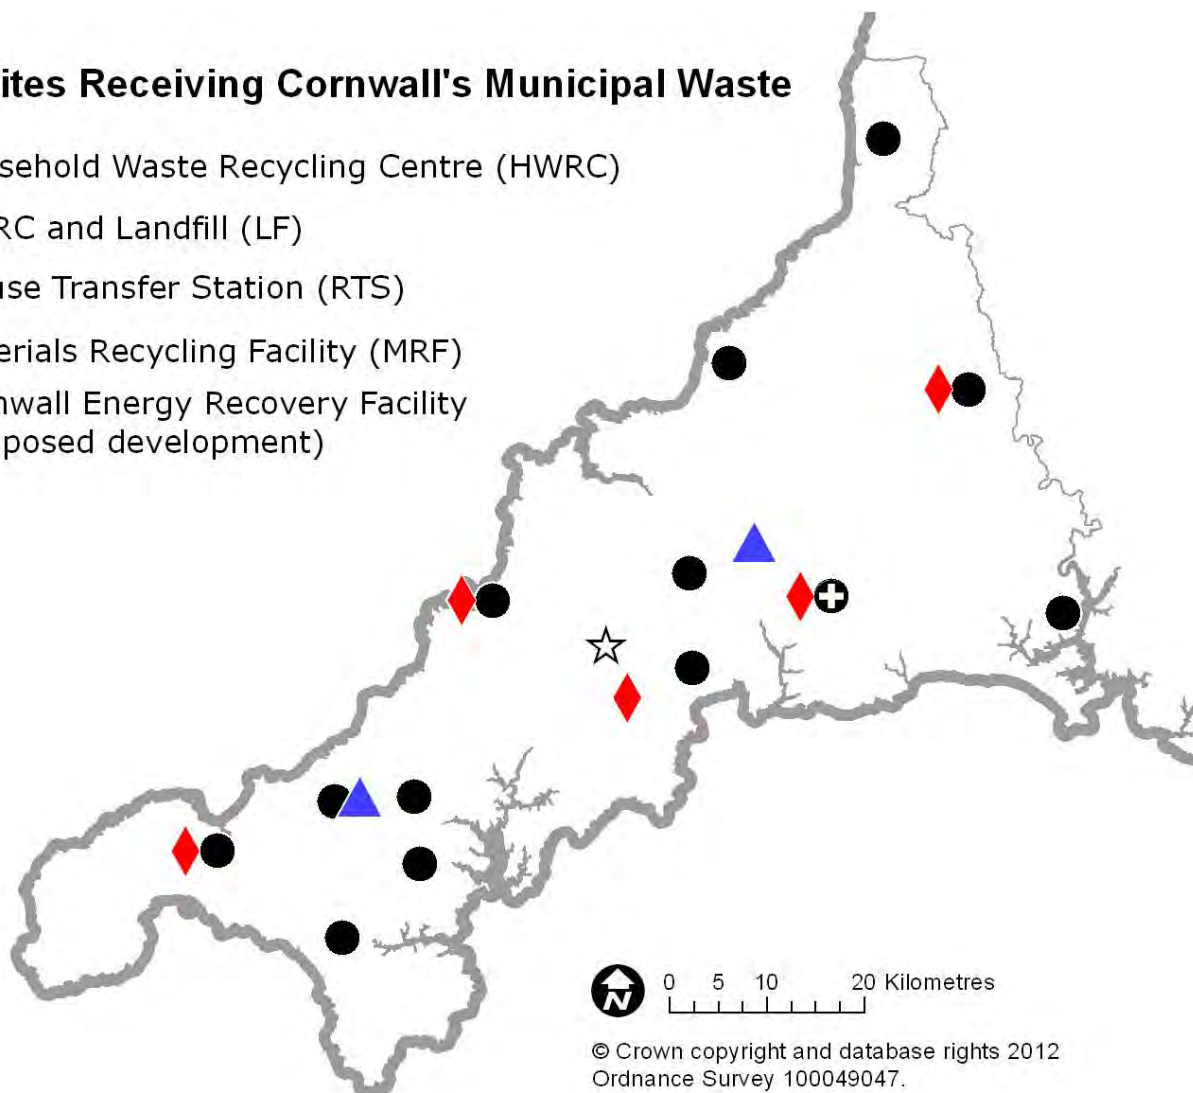 ites Receiving Cornwall's Municipal Waste
sehold Waste Recycling Centre (HWRC)
RC and Landfill (LF)
use Transfer Station (RTS)
erials Recycling Facility (MRF)
nwall Energy Recovery Facility
posed development)
N
0 5 10 20 Kilometres
© Crown copyright and database rights 2012
Ordnance Survey 100049047.